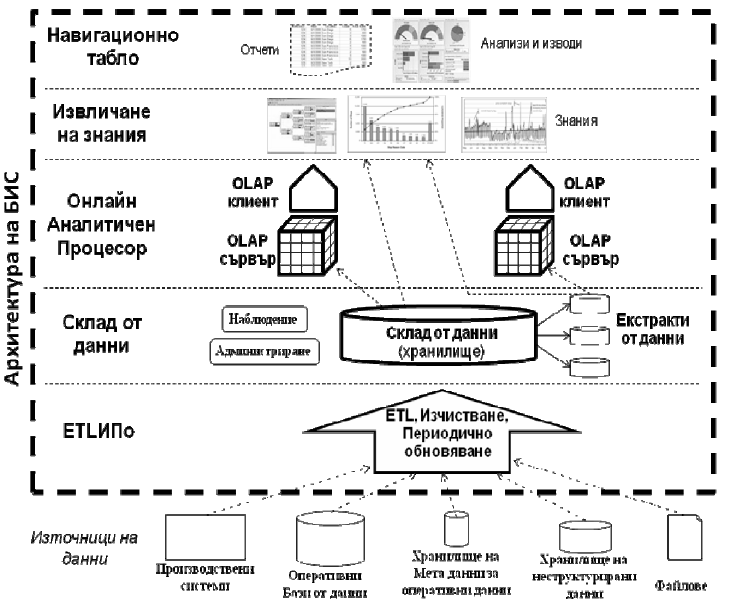 Архитектура на БИС
Навигационно
табло
Отчети
Анализи и изводи
Извличане
на знания
Знания
Онлайн
Аналитичен
Процесор
OLAP
клиент
OLAP
сървър
OLAP
клиент
OLAP
сървър
Склад от
данни
Наблюдение
Администриране
Склад от данни
(хранилище)
Екстракти
от данни
ETLИПо
ETL, Изчистване,
Периодично
обновяване
Източници на
данни
Производствени
системи
Оперативни
Бази от данни
Хранилище на
Мета данни за
оперативни данни
Хранилище на
неструктурирани
данни
Файлове